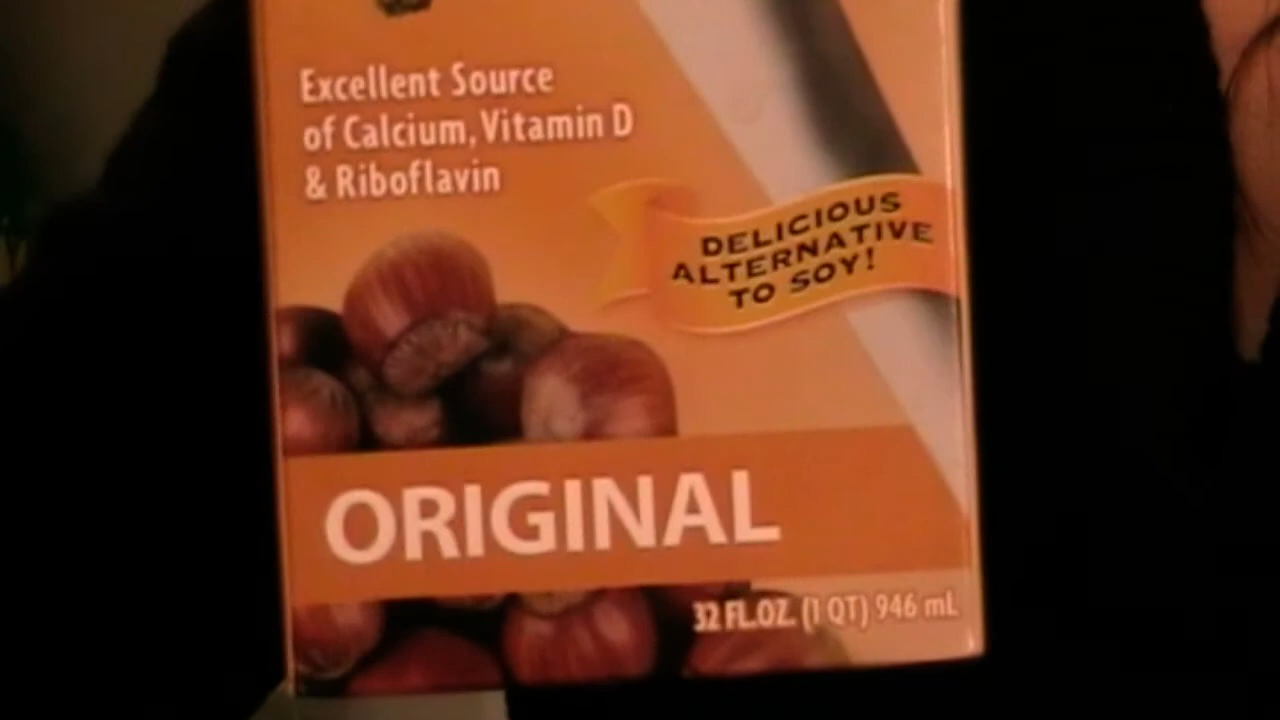 Excellent Source
of Calcium, Vitamin D
& Riboflavin
DELICIOUS
ALTERNATIVE
TO SOY!
ORIGINAL
32 FL.OZ. (1 QT) 946 mL